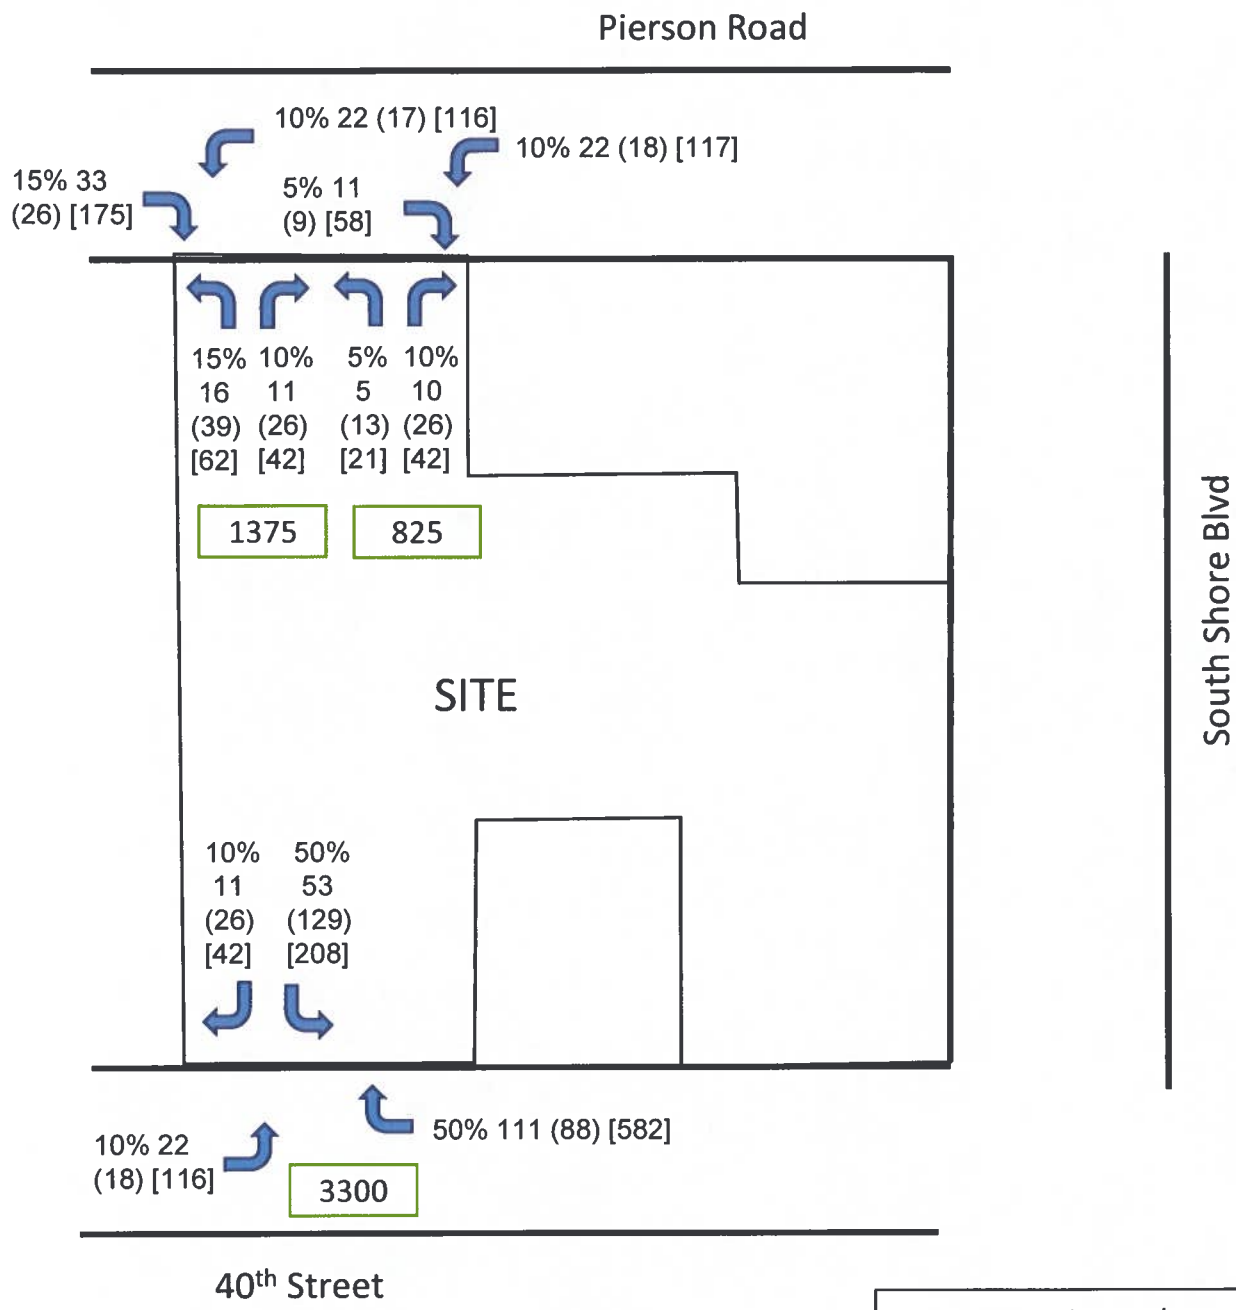 Pierson Road
10% 22 (17) [116]
10% 22 (18) [117]
15% 33
(26) [175]
5% 11
(9) [58]
15% 10% 5% 10%
16 11 5 10
(39) (26) (13) (26)
[62] [42] [21] [42]
1375 825
South Shore Blvd
SITE
10% 50%
11 53
(26) (129)
[42] [208]
50% 111 (88) [582]
10% 22
(18) [116]
3300
40th Street